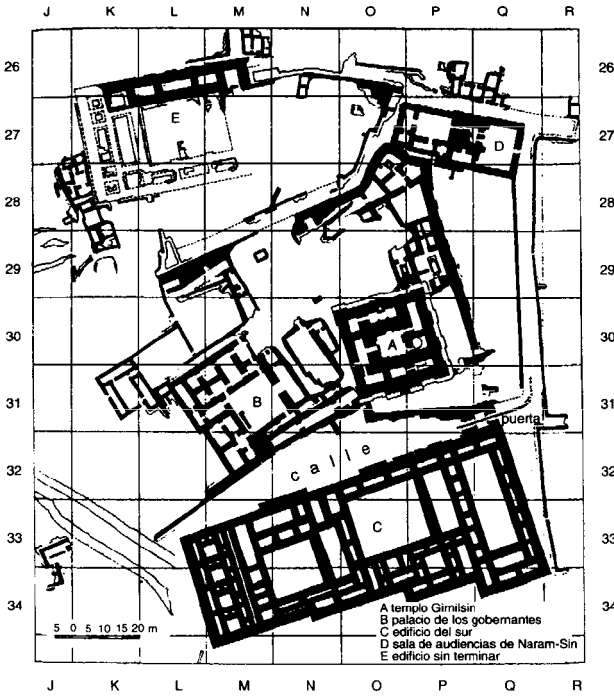 J K L M N O P Q R
26 26
27 27
28 28
29 29
30 30
31 31
32 32
33 33
34 34
E
D
A
B
puerta
calle
C
A templo Girnilsin
B palacio de los gobernantes
C edificio del sur
D sala de audiencias de Naram-Sin
E edificio sin terminar
5 0 5 10 15 20 m
J K L M N O P Q R